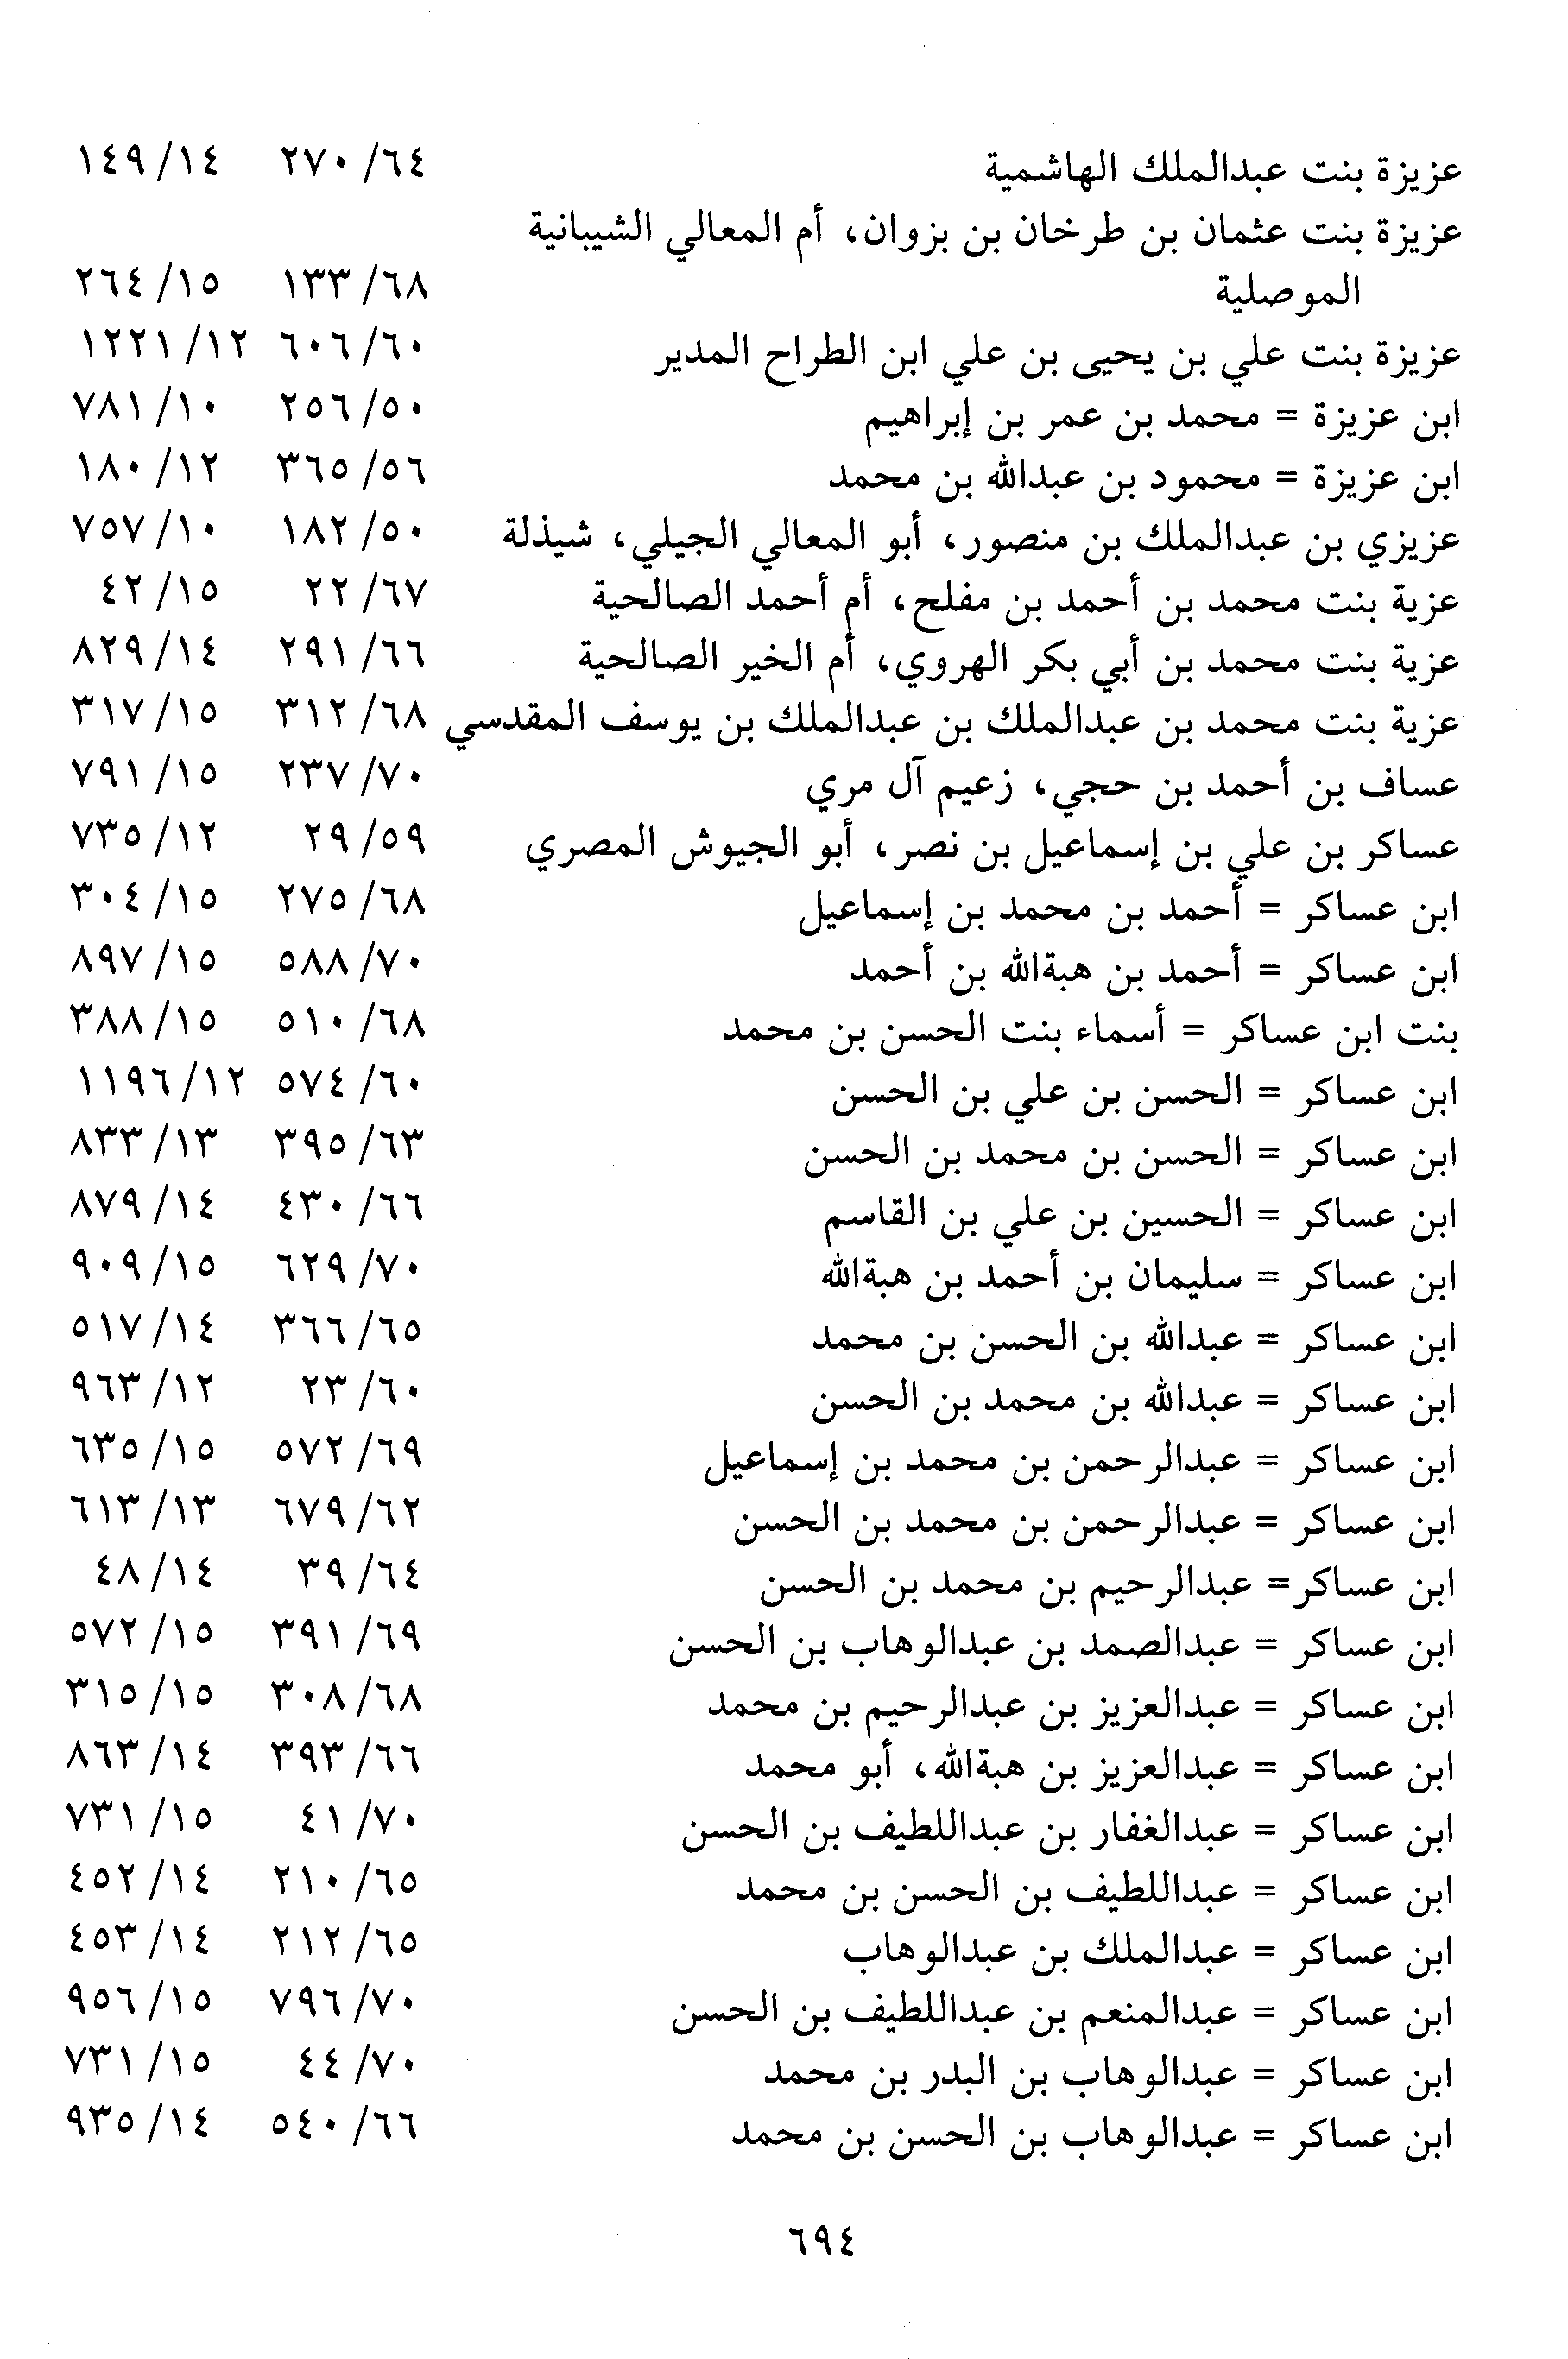 عزيزة بنت عبدالملك الهاشمية ٦٤/ ٢٧٠ ١٤/ ١٤٩
عزيزة بنت عثمان بن طرخان بن بزوان، أم المعالي الشيبانية
الموصلية ٦٨/ ١٣٣ ١٥/ ٢٦٤
عزيزة بنت علي بن يحيى بن علي ابن الطراح المدير ٦٠/ ٦٠٦ ١٢/ ١٢٢١
ابن عزيزة = محمد بن عمر بن إبراهيم ٥٠/ ٢٥٦ ١٠/ ٧٨١
ابن عزيزة = محمود بن عبدالله بن محمد ٥٦/ ٣٦٥ ١٢/ ١٨٠
عزيزي بن عبدالملك بن منصور، أبو المعالي الجيلي، شيذلة ٥٠/ ١٨٢ ١٠/ ٧٥٧
عزية بنت محمد بن أحمد بن مفلح، أم أحمد الصالحية ٦٧/ ٢٢ ١٥/ ٤٢
عزية بنت محمد بن أبي بكر الهروي، أم الخير الصالحية ٦٦/ ٢٩١ ١٤/ ٨٢٩
عزية بنت محمد بن عبدالملك بن عبدالملك بن يوسف المقدسي ٦٨/ ٣١٢ ١٥/ ٣١٧
عساف بن أحمد بن حجي، زعيم آل مري ٧٠/ ٢٣٧ ١٥/ ٧٩١
عساكر بن علي بن إسماعيل بن نصر، أبو الجيوش المصري ٥٩/ ٢٩ ١٢/ ٧٣٥
ابن عساكر = أحمد بن محمد بن إسماعيل ٦٨/ ٢٧٥ ١٥/ ٣٠٤
ابن عساكر = أحمد بن هبةالله بن أحمد ٧٠/ ٥٨٨ ١٥/ ٨٩٧
بنت ابن عساكر = أسماء بنت الحسن بن محمد ٦٨/ ٥١٠ ١٥/ ٣٨٨
ابن عساكر = الحسن بن علي بن الحسن ٦٠/ ٥٧٤ ١٢/ ١١٩٦
ابن عساكر = الحسن بن محمد بن الحسن ٦٣/ ٣٩٥ ١٣/ ٨٣٣
ابن عساكر = الحسين بن علي بن القاسم ٦٦/ ٤٣٠ ١٤/ ٨٧٩
ابن عساكر = سليمان بن أحمد بن هبةالله ٧٠/ ٦٢٩ ١٥/ ٩٠٩
ابن عساكر = عبدالله بن الحسن بن محمد ٦٥/ ٣٦٦ ١٤/ ٥١٧
ابن عساكر = عبدالله بن محمد بن الحسن ٦٠/ ٢٣ ١٢/ ٩٦٣
ابن عساكر = عبدالرحمن بن محمد بن إسماعيل ٦٩/ ٥٧٢ ١٥/ ٦٣٥
ابن عساكر = عبدالرحمن بن محمد بن الحسن ٦٢/ ٦٧٩ ١٣/ ٦١٣
ابن عساكر= عبدالرحيم بن محمد بن الحسن ٦٤/ ٣٩ ١٤/ ٤٨
ابن عساكر = عبدالصمد بن عبدالوهاب بن الحسن ٦٩/ ٣٩١ ١٥/ ٥٧٢
ابن عساكر = عبدالعزيز بن عبدالرحيم بن محمد ٦٨/ ٣٠٨ ١٥/ ٣١٥
ابن عساكر = عبدالعزيز بن هبةالله، أبو محمد ٦٦/ ٣٩٣ ١٤/ ٨٦٣
ابن عساكر = عبدالغفار بن عبداللطيف بن الحسن ٧٠/ ٤١ ١٥/ ٧٣١
ابن عساكر = عبداللطيف بن الحسن بن محمد ٦٥/ ٢١٠ ١٤/ ٤٥٢
ابن عساكر = عبدالملك بن عبدالوهاب ٦٥/ ٢١٢ ١٤/ ٤٥٣
ابن عساكر = عبدالمنعم بن عبداللطيف بن الحسن ٧٠/ ٧٩٦ ١٥/ ٩٥٦
ابن عساكر = عبدالوهاب بن البدر بن محمد ٧٠/ ٤٤ ١٥/ ٧٣١
ابن عساكر = عبدالوهاب بن الحسن بن محمد ٦٦/ ٥٤٠ ١٤/ ٩٣٥
٦٩٤